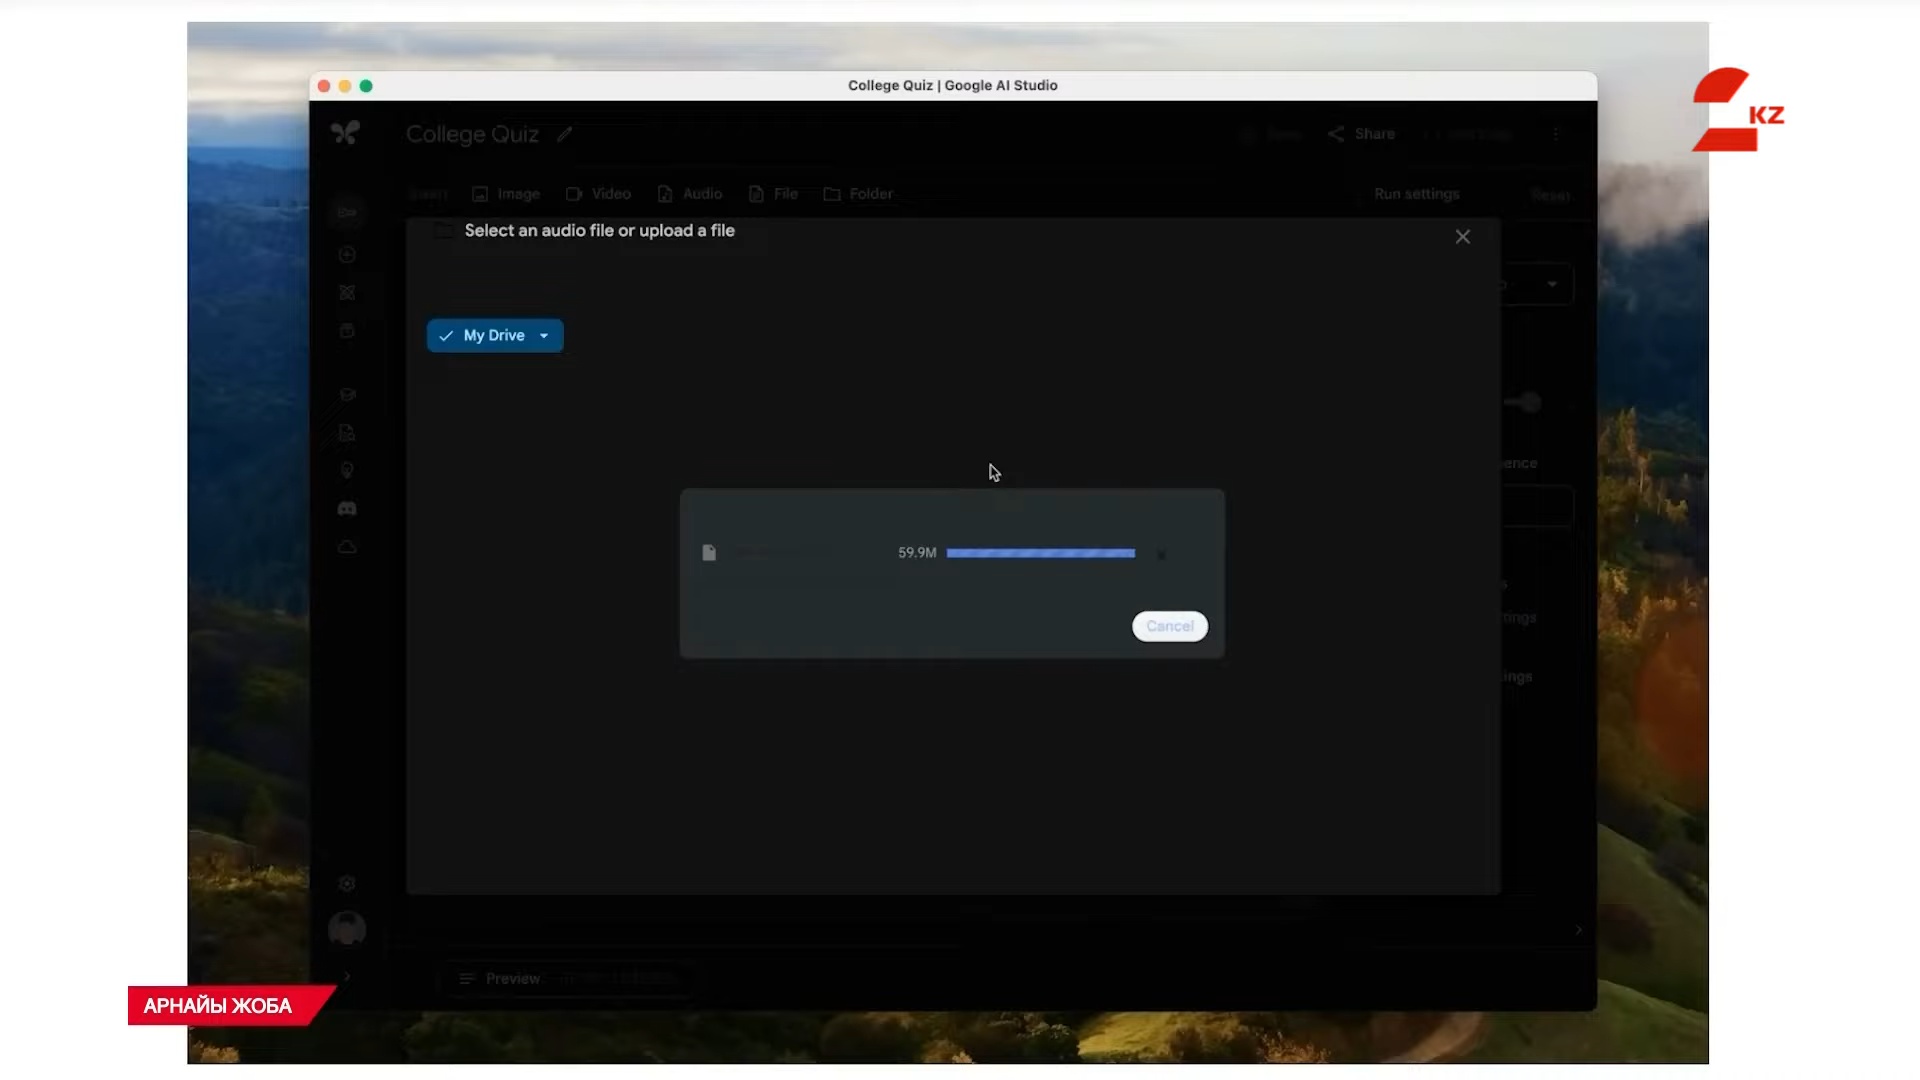 College Quiz | Google AI Studio
KZ
College Quiz
Share
Image Video Audio File Folder
Run settings
Reset
Select an audio file or upload a file
My Drive
59.9M
Cancel
Preview
АРНАЙЫ ЖОБА